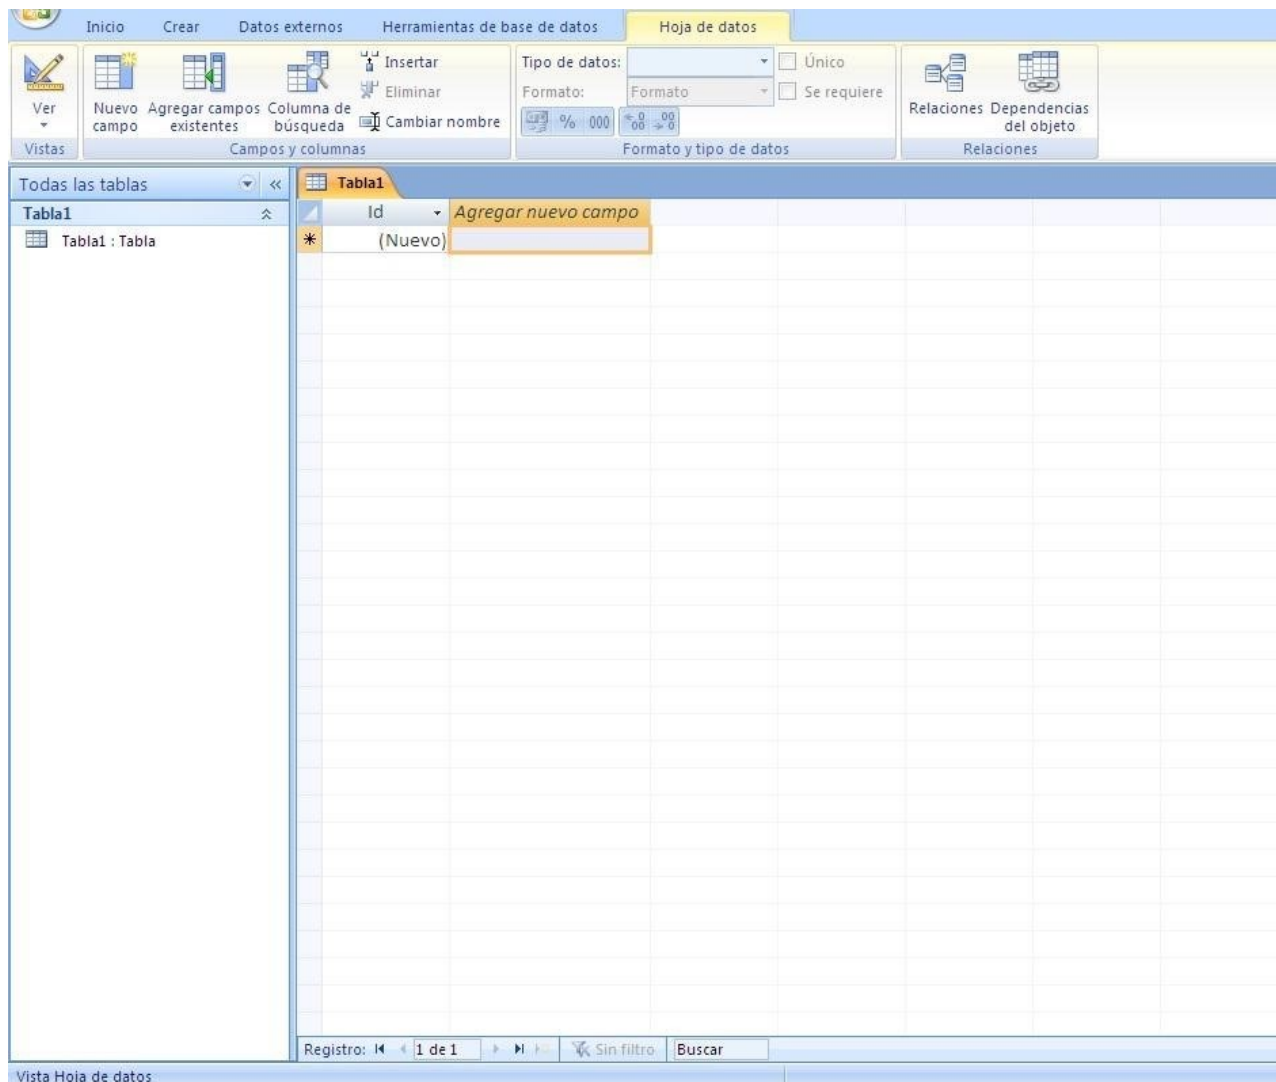 Inicio Crear Datos externos Herramientas de base de datos Hoja de datos
Ver
Nuevo campo
Agregar campos existentes
Columna de búsqueda
Insertar
Eliminar
Cambiar nombre
Tipo de datos:
Formato: Formato
% 000
Único
Se requiere
Relaciones
Dependencias del objeto
Vistas Campos y columnas Formato y tipo de datos Relaciones
Todas las tablas
Tabla1
Tabla1 : Tabla
Tabla1
Id Agregar nuevo campo
(Nuevo)
Registro: 1 de 1 Sin filtro Buscar
Vista Hoja de datos